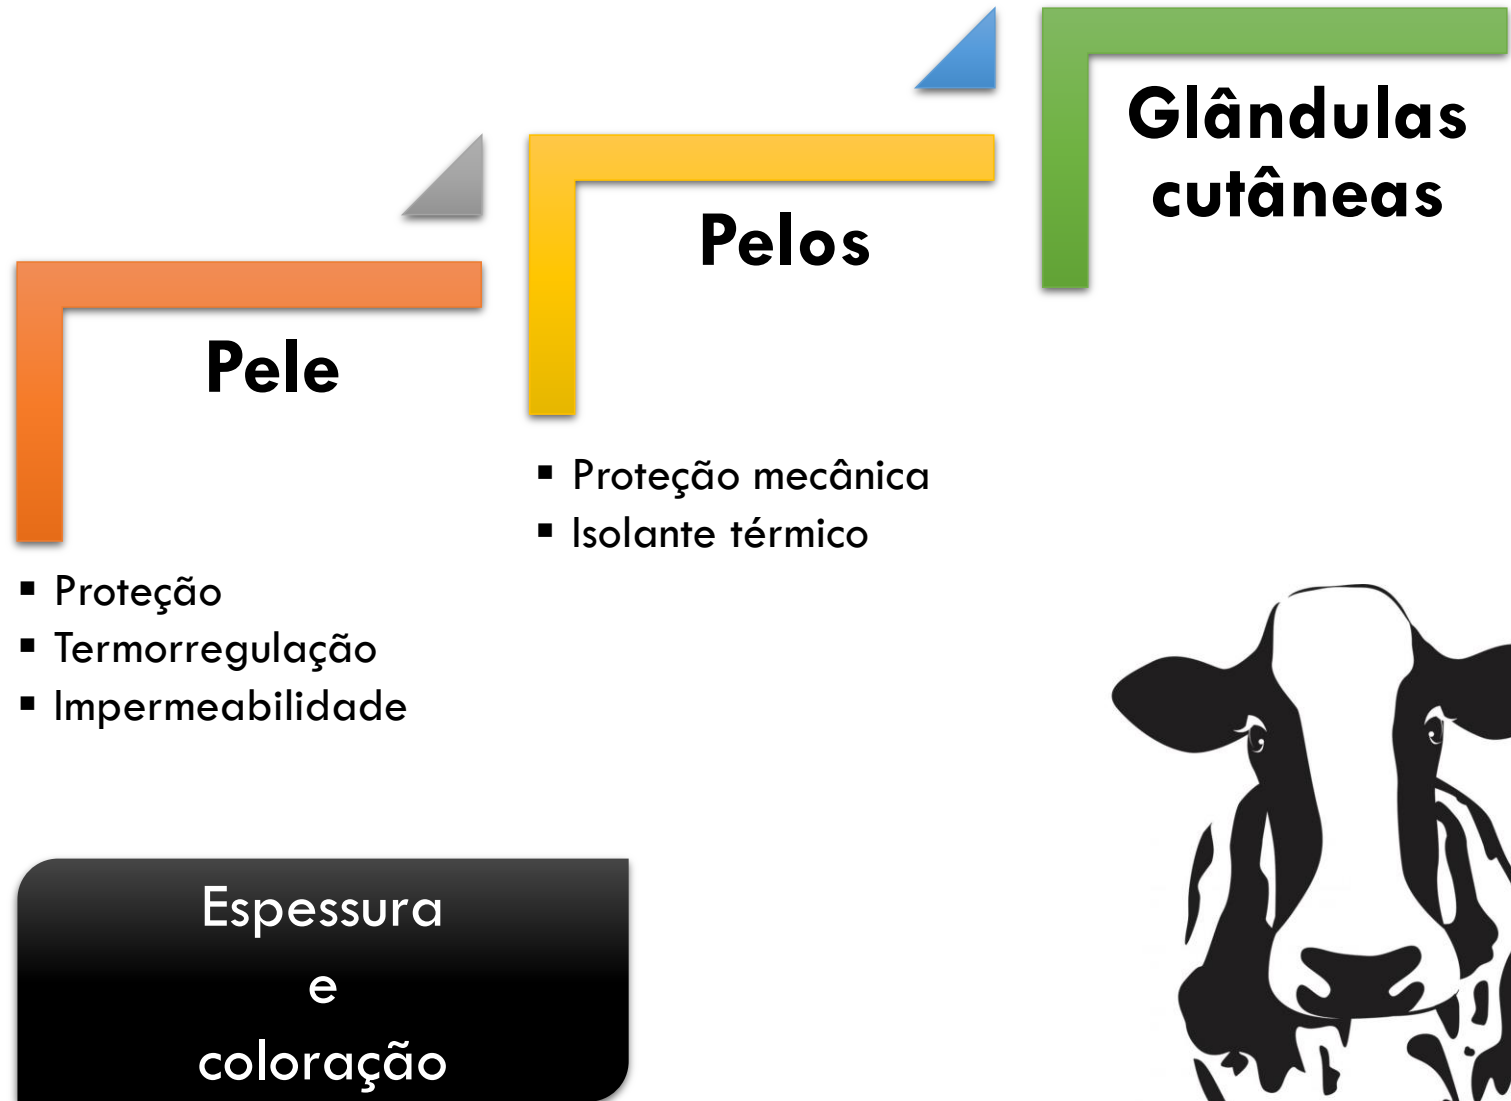 Glândulas
cutâneas
Pelos
Pele
▪ Proteção mecânica
▪ Isolante térmico
▪ Proteção
▪ Termorregulação
▪ Impermeabilidade
Espessura
e
coloração